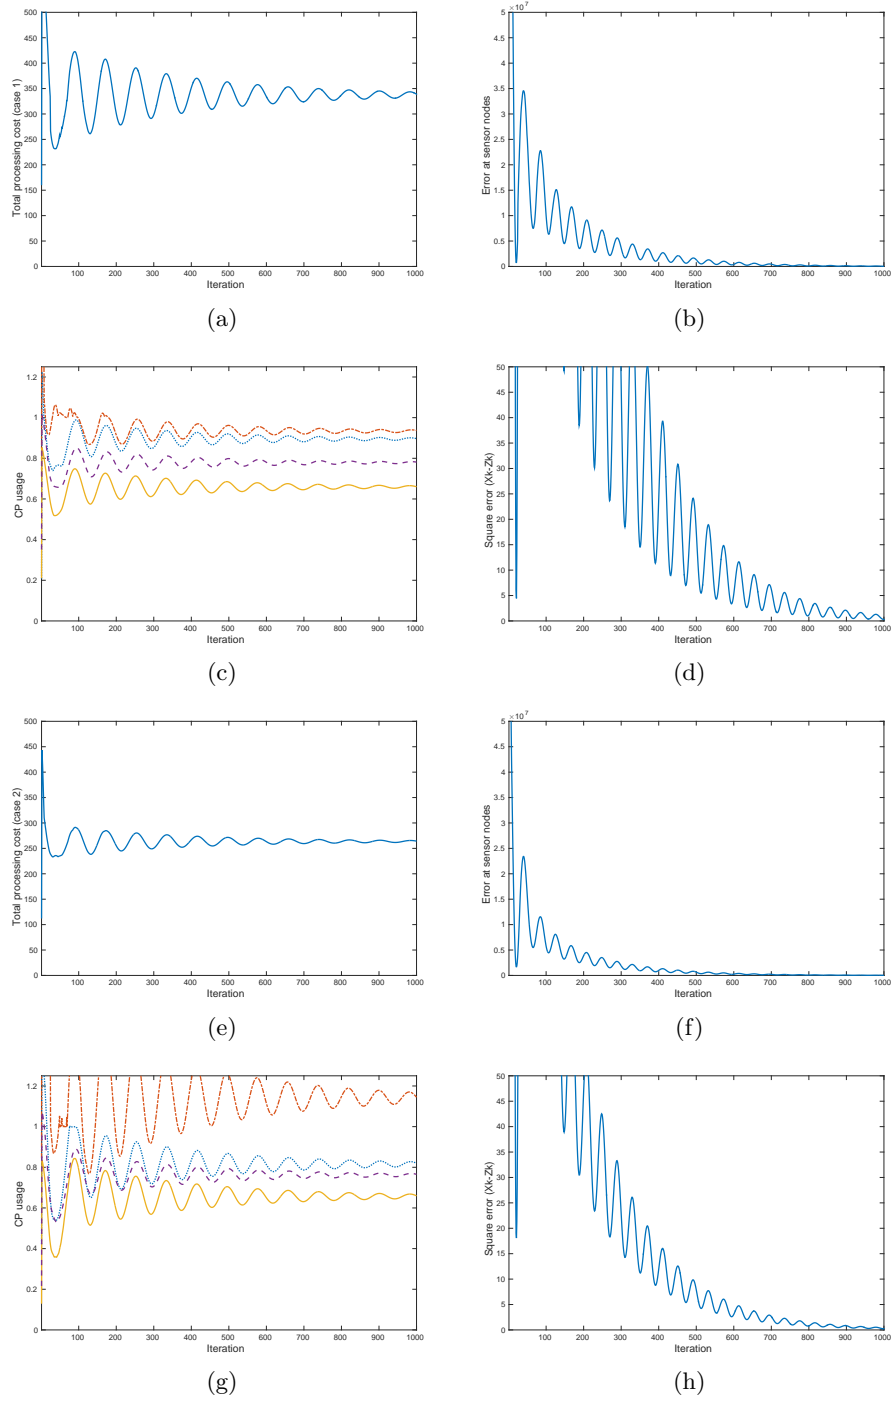 500
450
400
350
300
250
200
150
100
50
0
Total processing cost (case 1)
100 200 300 400 500 600 700 800 900 1000
Iteration
(a)
×10^7
5
4.5
4
3.5
3
2.5
2
1.5
1
0.5
0
Error at sensor nodes
100 200 300 400 500 600 700 800 900 1000
Iteration
(b)
1.2
1
0.8
0.6
0.4
0.2
0
CP usage
100 200 300 400 500 600 700 800 900 1000
Iteration
(c)
50
45
40
35
30
25
20
15
10
5
0
Square error (Xk-Zk)
100 200 300 400 500 600 700 800 900 1000
Iteration
(d)
500
450
400
350
300
250
200
150
100
50
0
Total processing cost (case 2)
100 200 300 400 500 600 700 800 900 1000
Iteration
(e)
×10^7
5
4.5
4
3.5
3
2.5
2
1.5
1
0.5
0
Error at sensor nodes
100 200 300 400 500 600 700 800 900 1000
Iteration
(f)
1.2
1
0.8
0.6
0.4
0.2
0
CP usage
100 200 300 400 500 600 700 800 900 1000
Iteration
(g)
50
45
40
35
30
25
20
15
10
5
0
Square error (Xk-Zk)
100 200 300 400 500 600 700 800 900 1000
Iteration
(h)